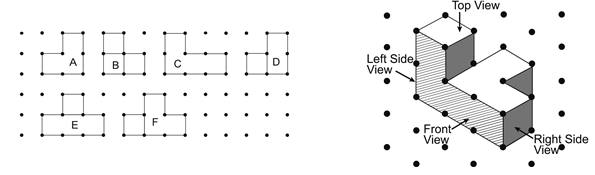 A
B
C
D
E
F
Top View
Left Side
View
Front
View
Right Side
View